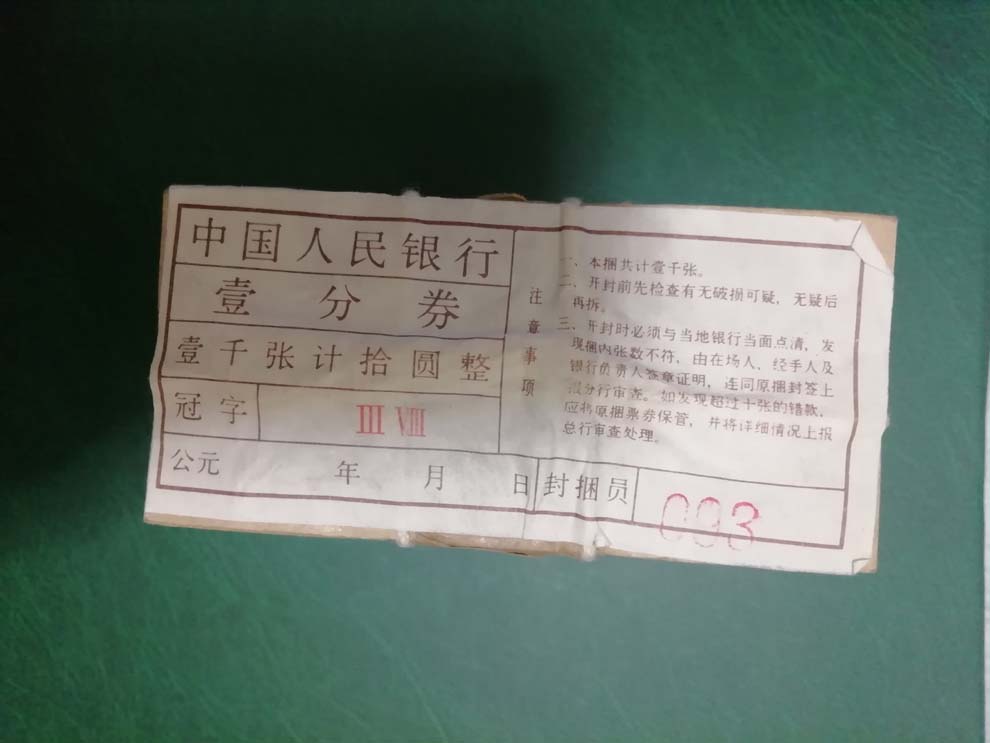 中国人民银行
壹分券
壹千张计拾圆整
冠字 Ⅲ Ⅷ
公元 年 月 日 封捆员 093
注意事项
一、本捆共计壹千张。
二、开封前先检查有无破损可疑，无疑后
再拆。
三、开封时必须与当地银行当面点清，发
现捆内张数不符，由在场人、经手人及
银行负责人签章证明，连同原捆封签上
报分行审查。如发现超过十张的错款，
应将原捆票券保管，并将详细情况上报
总行审查处理。